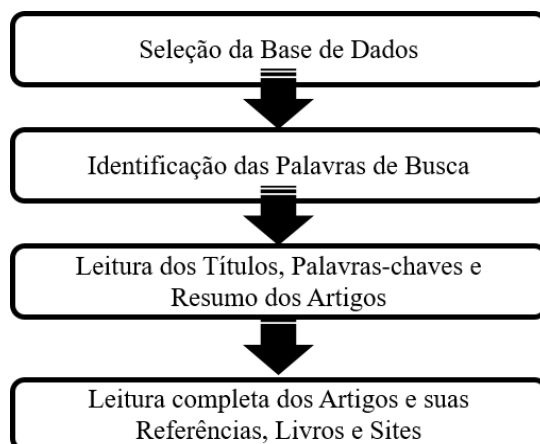 Seleção da Base de Dados
Identificação das Palavras de Busca
Leitura dos Títulos, Palavras-chaves e
Resumo dos Artigos
Leitura completa dos Artigos e suas
Referências, Livros e Sites